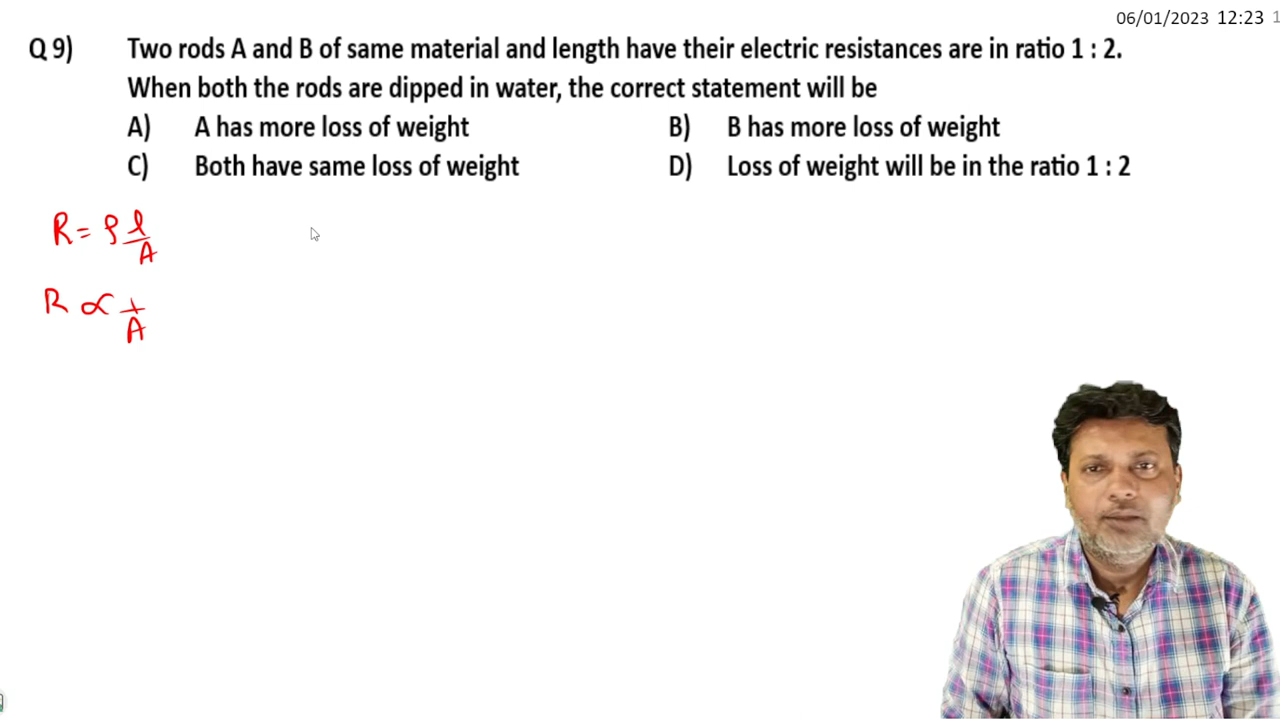 06/01/2023 12:23 1
Q 9) Two rods A and B of same material and length have their electric resistances are in ratio 1 : 2.
When both the rods are dipped in water, the correct statement will be
A) A has more loss of weight B) B has more loss of weight
C) Both have same loss of weight D) Loss of weight will be in the ratio 1 : 2
R = ρ l/A
R ∝ 1/A